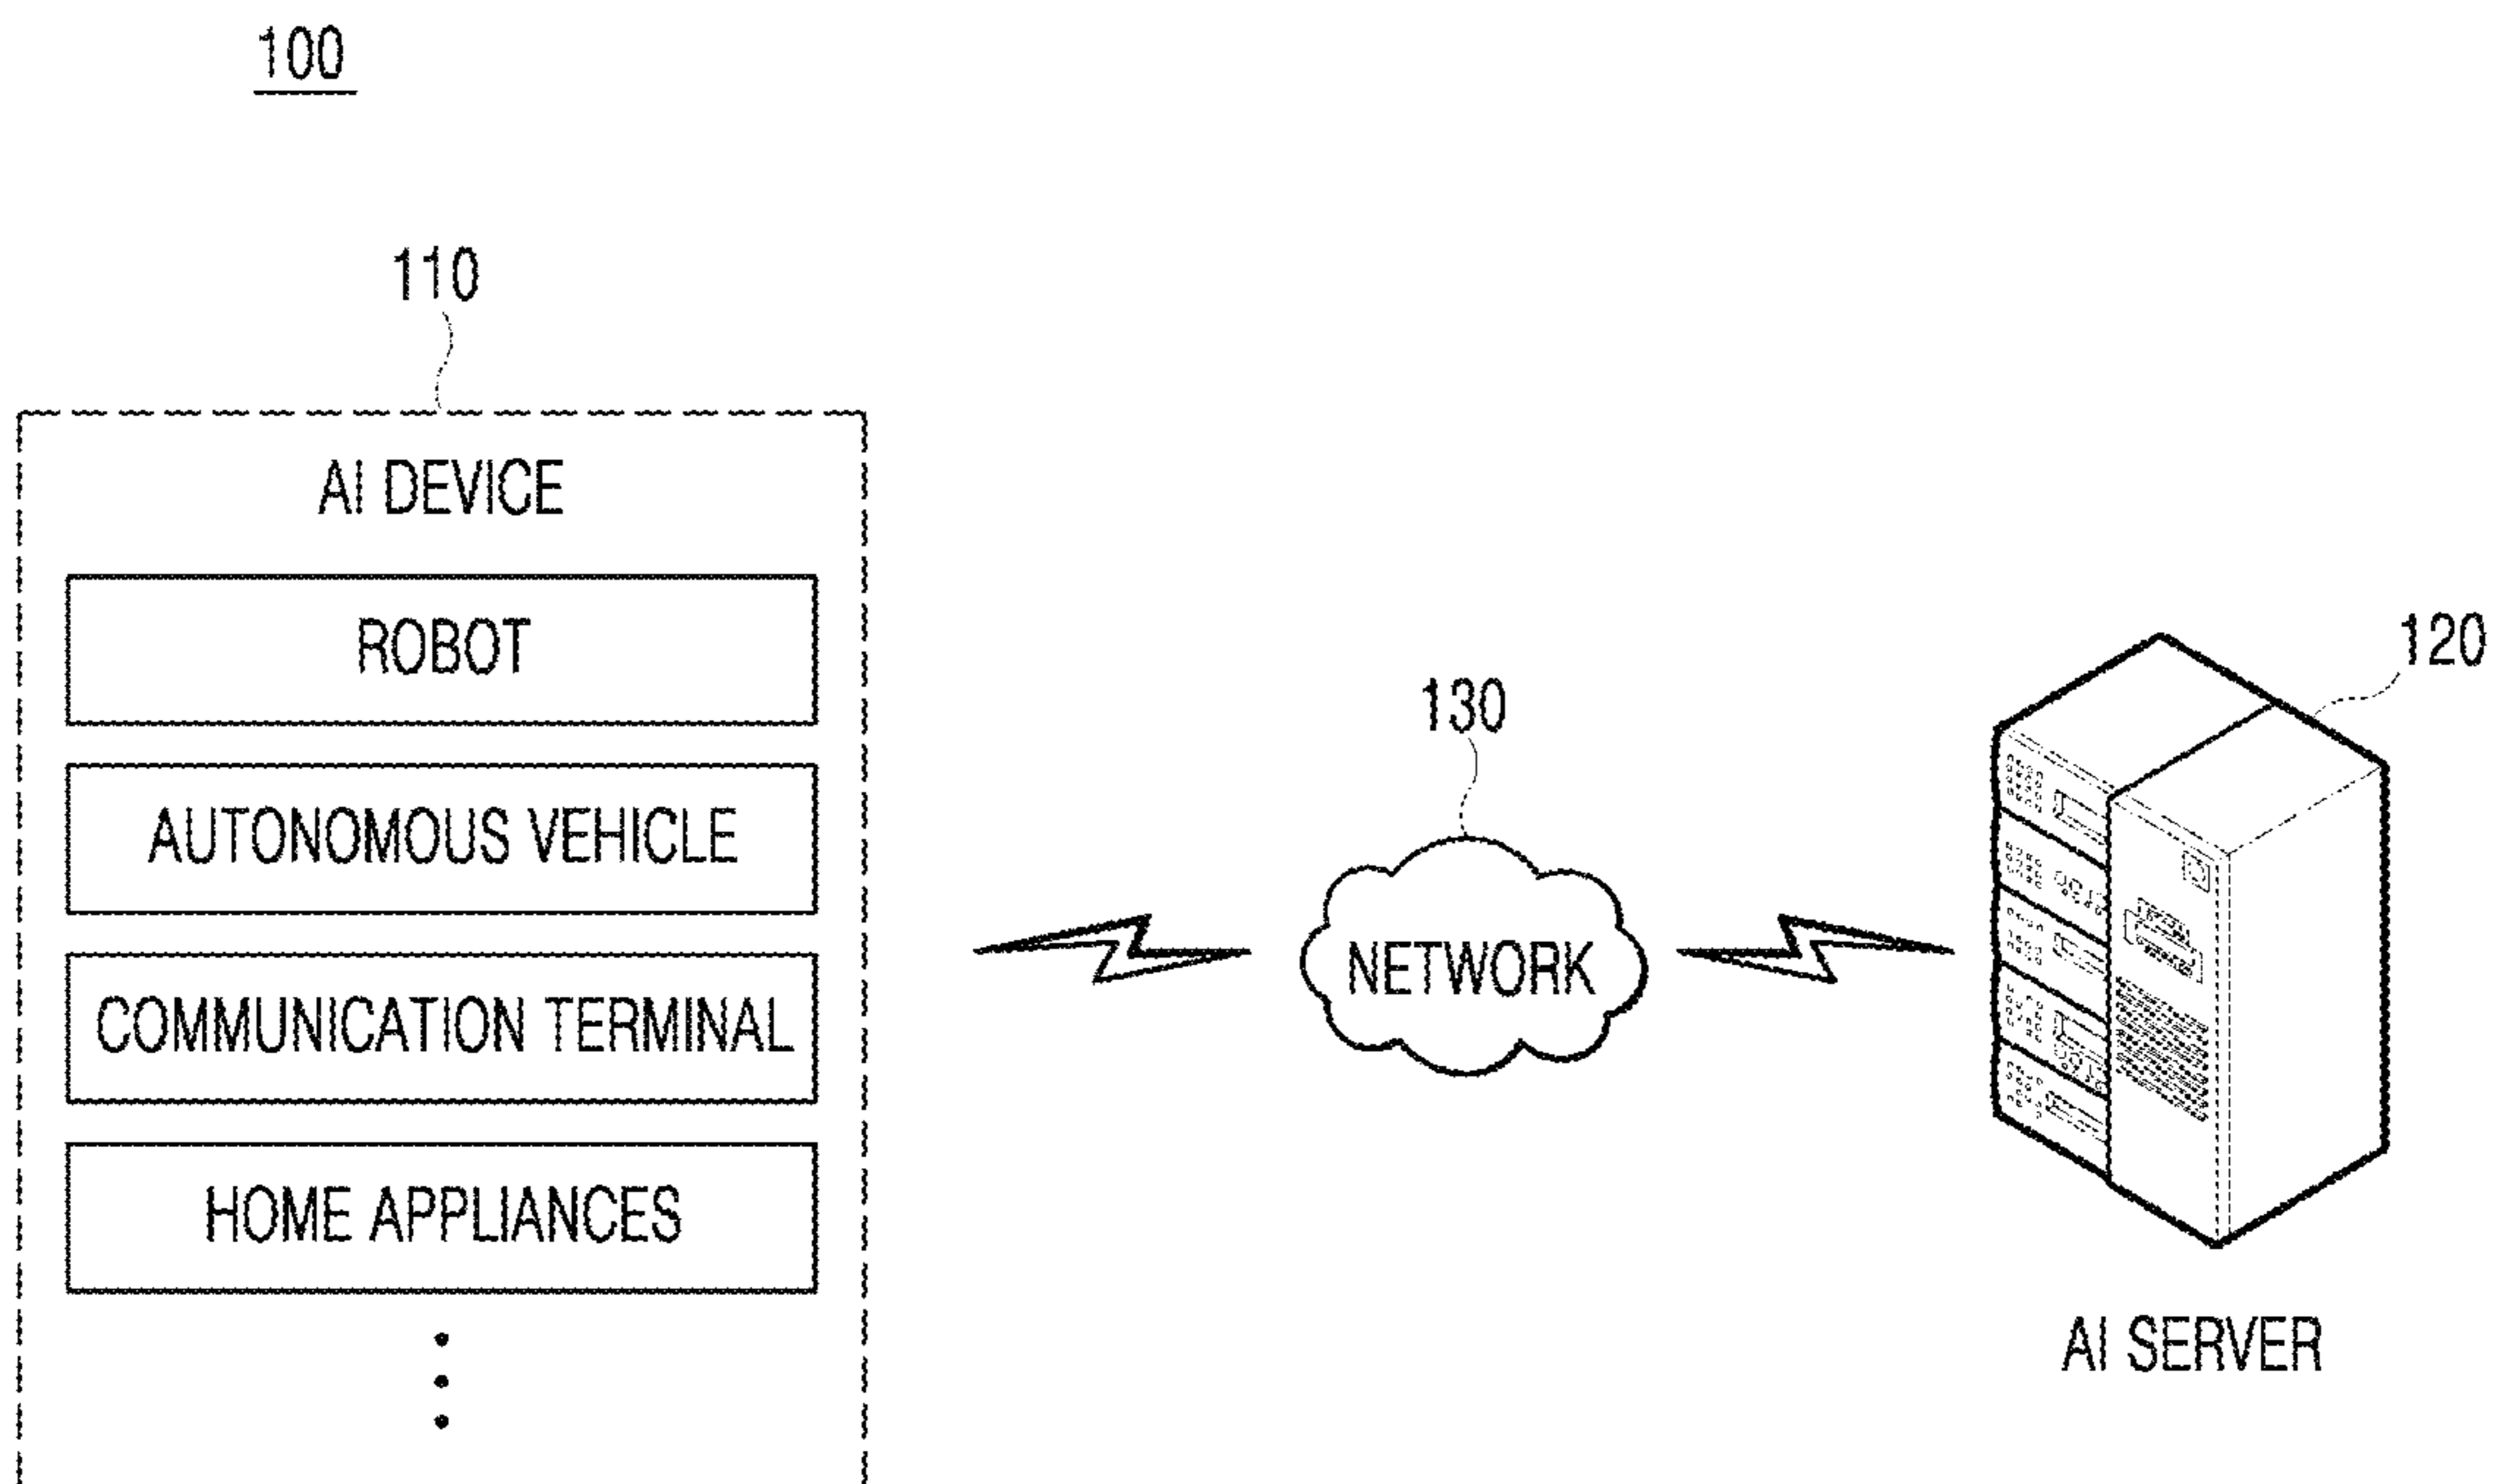 100
110
AI DEVICE
ROBOT
AUTONOMOUS VEHICLE
COMMUNICATION TERMINAL
HOME APPLIANCES
130
NETWORK
120
AI SERVER